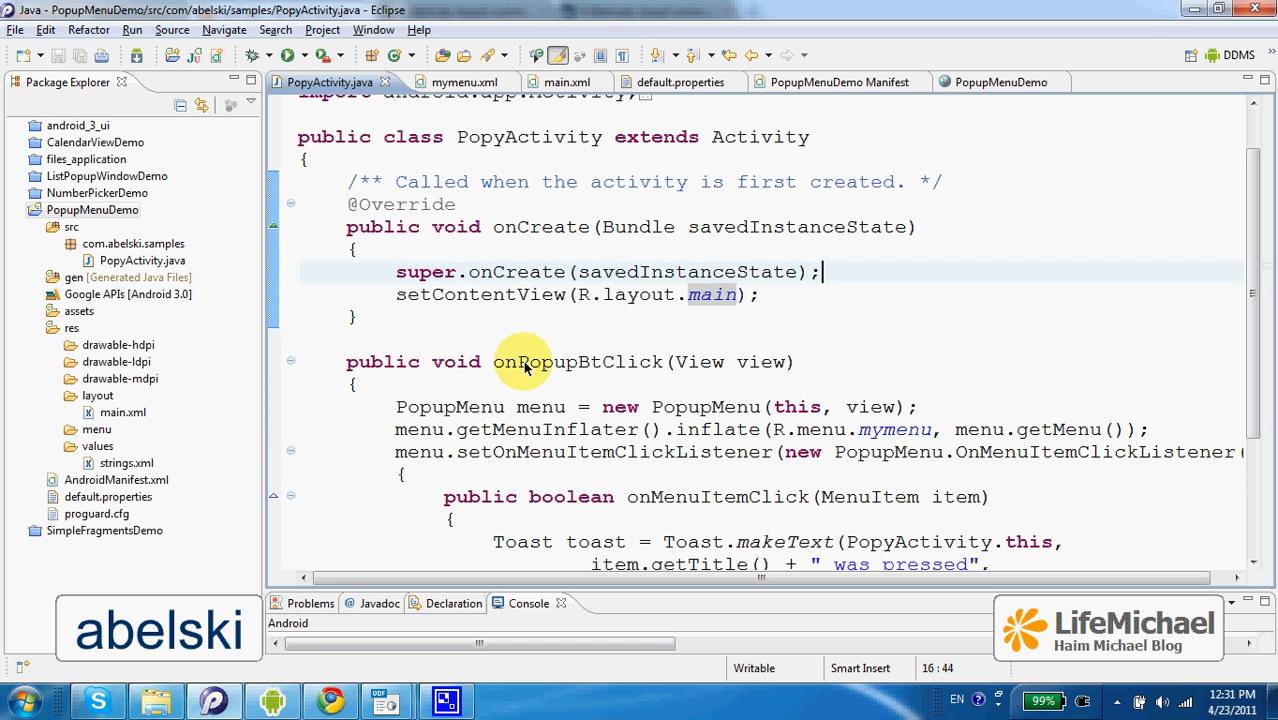 Java - PopupMenuDemo/src/com/abelski/samples/PopyActivity.java - Eclipse
File Edit Refactor Run Source Navigate Search Project Window Help
DDMS
Package Explorer
PopyActivity.java mymenu.xml main.xml default.properties PopupMenuDemo Manifest PopupMenuDemo
android_3_ui
CalendarViewDemo
files_application
ListPopupWindowDemo
NumberPickerDemo
PopupMenuDemo
src
com.abelski.samples
PopyActivity.java
gen [Generated Java Files]
Google APIs [Android 3.0]
assets
res
drawable-hdpi
drawable-ldpi
drawable-mdpi
layout
main.xml
menu
values
strings.xml
AndroidManifest.xml
default.properties
proguard.cfg
SimpleFragmentsDemo
import android.app.Activity;
public class PopyActivity extends Activity
{
/** Called when the activity is first created. */
@Override
public void onCreate(Bundle savedInstanceState)
{
super.onCreate(savedInstanceState);
setContentView(R.layout.main);
}
public void onPopupBtClick(View view)
{
PopupMenu menu = new PopupMenu(this, view);
menu.getMenuInflater().inflate(R.menu.mymenu, menu.getMenu());
menu.setOnMenuItemClickListener(new PopupMenu.OnMenuItemClickListener(
{
public boolean onMenuItemClick(MenuItem item)
{
Toast toast = Toast.makeText(PopyActivity.this,
item.getTitle() + " was pressed",
Problems Javadoc Declaration Console
Android
abelski
LifeMichael
Haim Michael Blog
Writable Smart Insert 16 : 44
EN 99% 12:31 PM
4/23/2011